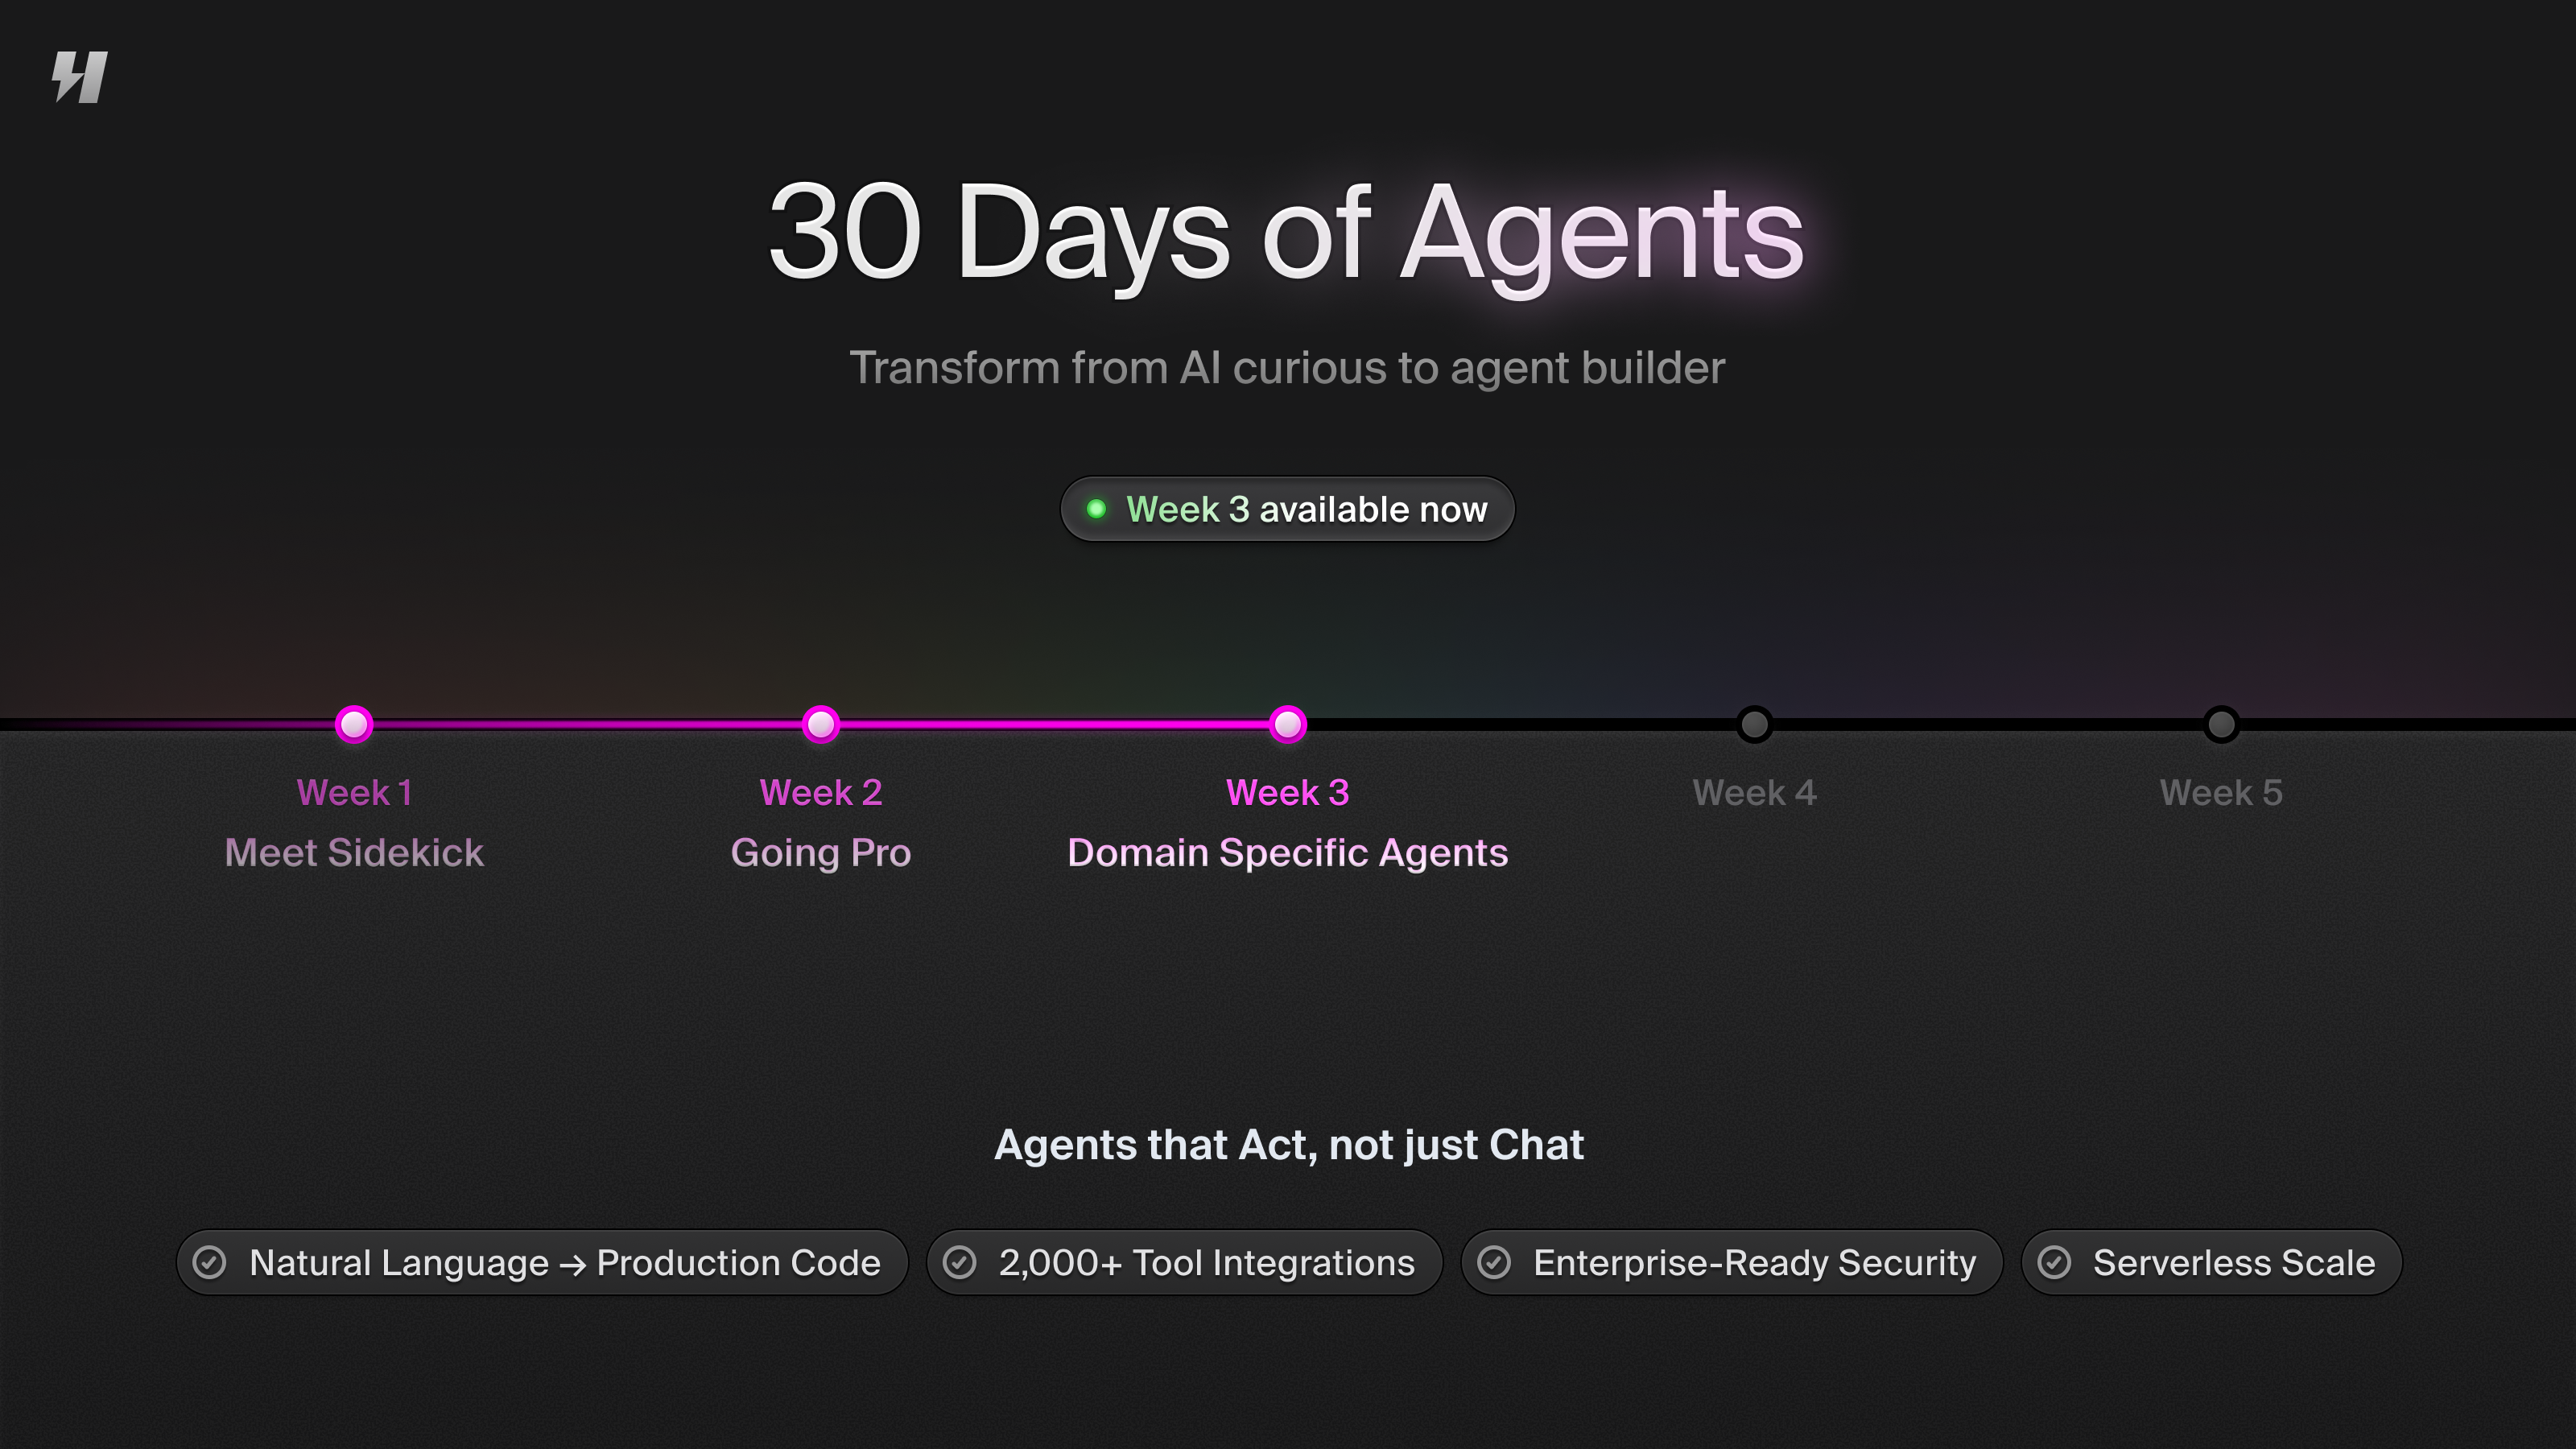 30 Days of Agents
Transform from AI curious to agent builder
Week 3 available now
Week 1
Meet Sidekick
Week 2
Going Pro
Week 3
Domain Specific Agents
Week 4
Week 5
Agents that Act, not just Chat
Natural Language → Production Code
2,000+ Tool Integrations
Enterprise-Ready Security
Serverless Scale